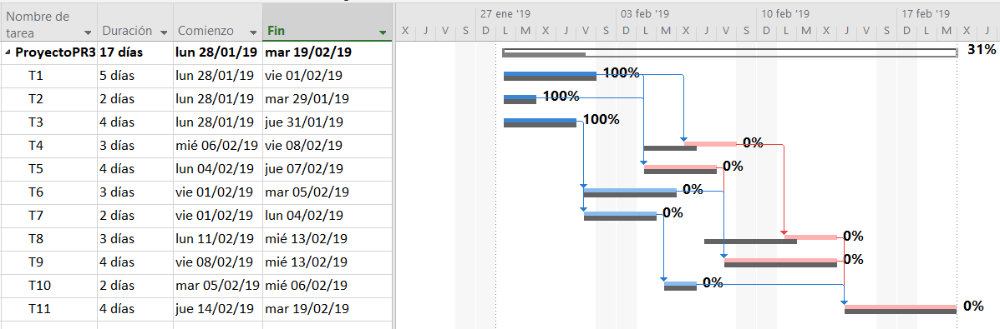 Nombre de tarea Duración Comienzo Fin
27 ene '19 03 feb '19 10 feb '19 17 feb '19
X J V S D L M X J V S D L M X J V S D L M X J V S D L M X J
ProyectoPR3 17 días lun 28/01/19 mar 19/02/19 31%
T1 5 días lun 28/01/19 vie 01/02/19 100%
T2 2 días lun 28/01/19 mar 29/01/19 100%
T3 4 días lun 28/01/19 jue 31/01/19 100%
T4 3 días mié 06/02/19 vie 08/02/19 0%
T5 4 días lun 04/02/19 jue 07/02/19 0%
T6 3 días vie 01/02/19 mar 05/02/19 0%
T7 2 días vie 01/02/19 lun 04/02/19 0%
T8 3 días lun 11/02/19 mié 13/02/19 0%
T9 4 días vie 08/02/19 mié 13/02/19 0%
T10 2 días mar 05/02/19 mié 06/02/19 0%
T11 4 días jue 14/02/19 mar 19/02/19 0%